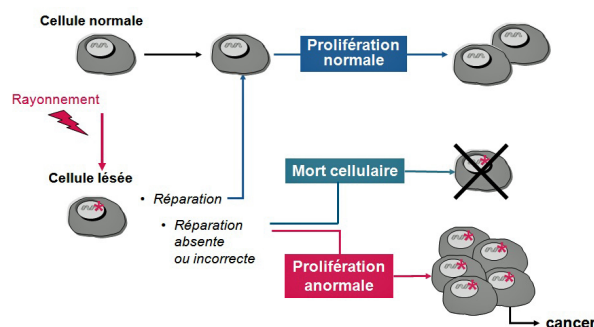 Cellule normale
Prolifération
normale
Rayonnement
Cellule lésée
• Réparation
Mort cellulaire
• Réparation
absente
ou incorrecte
Prolifération
anormale
cancer